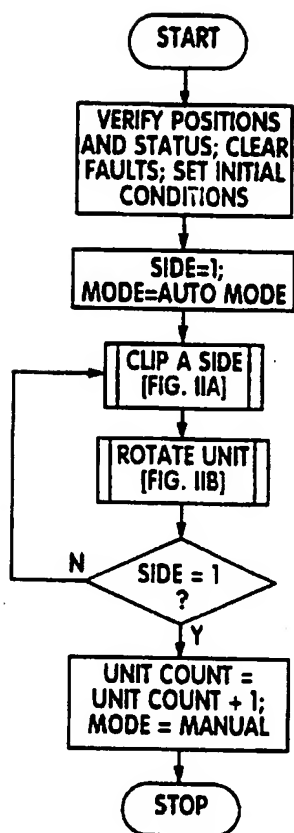 START
VERIFY POSITIONS
AND STATUS; CLEAR
FAULTS; SET INITIAL
CONDITIONS
SIDE=1;
MODE=AUTO MODE
CLIP A SIDE
[FIG. 11A]
ROTATE UNIT
[FIG. 11B]
N
SIDE = 1
?
Y
UNIT COUNT =
UNIT COUNT + 1;
MODE = MANUAL
STOP